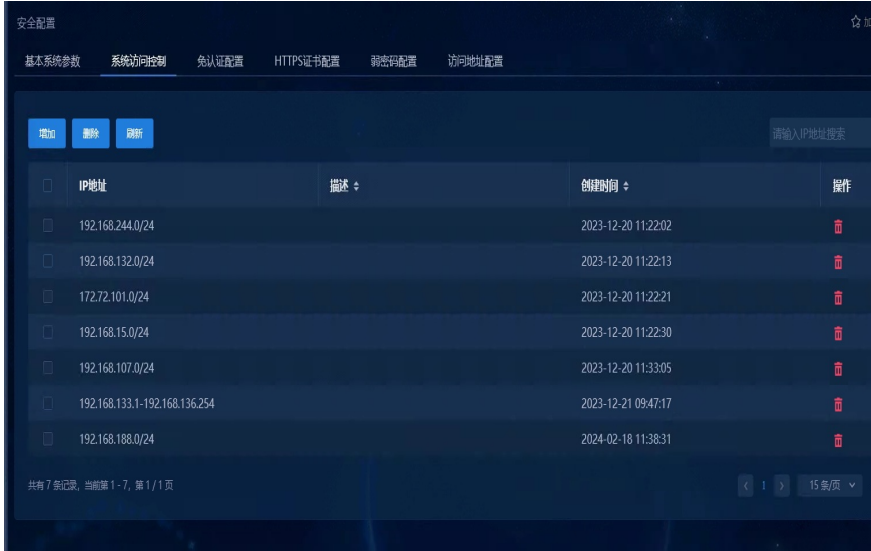 安全配置 加
基本系统参数 系统访问控制 免认证配置 HTTPS证书配置 弱密码配置 访问地址配置
增加 删除 刷新 请输入IP地址搜索
IP地址 描述 创建时间 操作
192.168.244.0/24 2023-12-20 11:22:02
192.168.132.0/24 2023-12-20 11:22:13
172.72.101.0/24 2023-12-20 11:22:21
192.168.15.0/24 2023-12-20 11:22:30
192.168.107.0/24 2023-12-20 11:33:05
192.168.133.1-192.168.136.254 2023-12-21 09:47:17
192.168.188.0/24 2024-02-18 11:38:31
共有7条记录, 当前第1-7, 第1/1页 1 15条/页